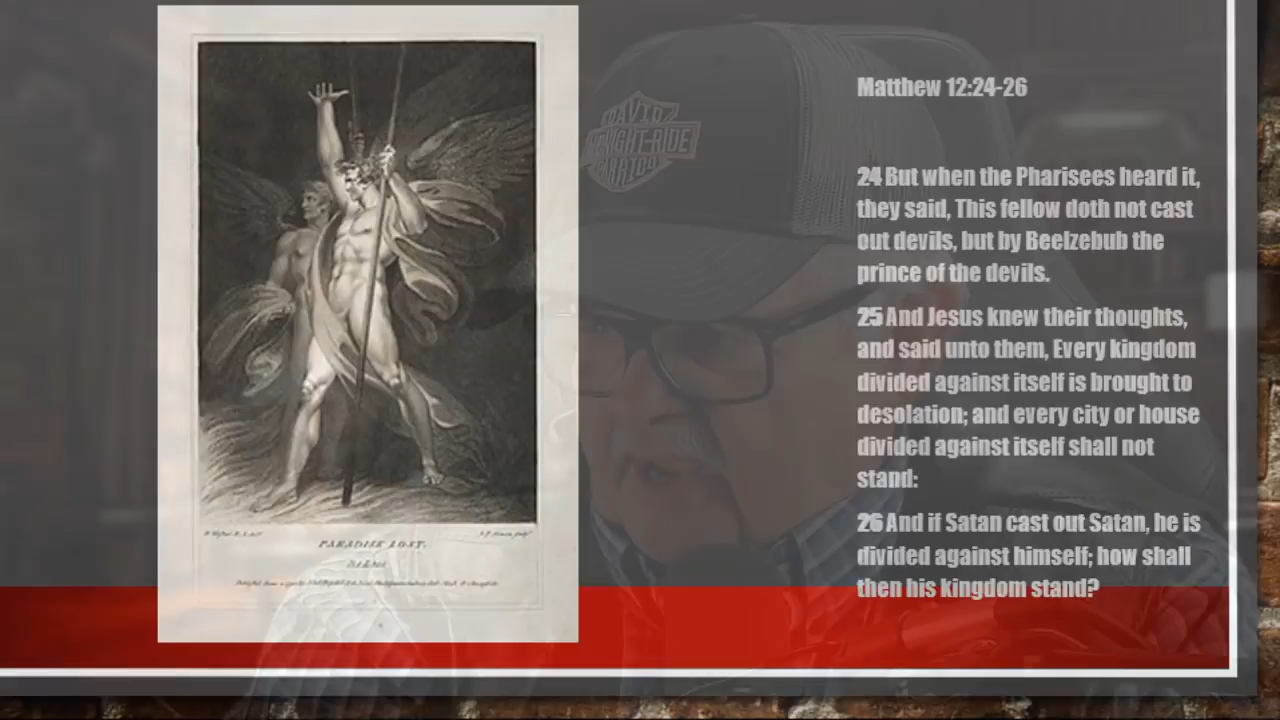 DAVID
KNIGHT-RIDE
WARRIOR
PARADISE LOST.
Matthew 12:24-26
24 But when the Pharisees heard it,
they said, This fellow doth not cast
out devils, but by Beelzebub the
prince of the devils.
25 And Jesus knew their thoughts,
and said unto them, Every kingdom
divided against itself is brought to
desolation; and every city or house
divided against itself shall not
stand:
26 And if Satan cast out Satan, he is
divided against himself; how shall
then his kingdom stand?